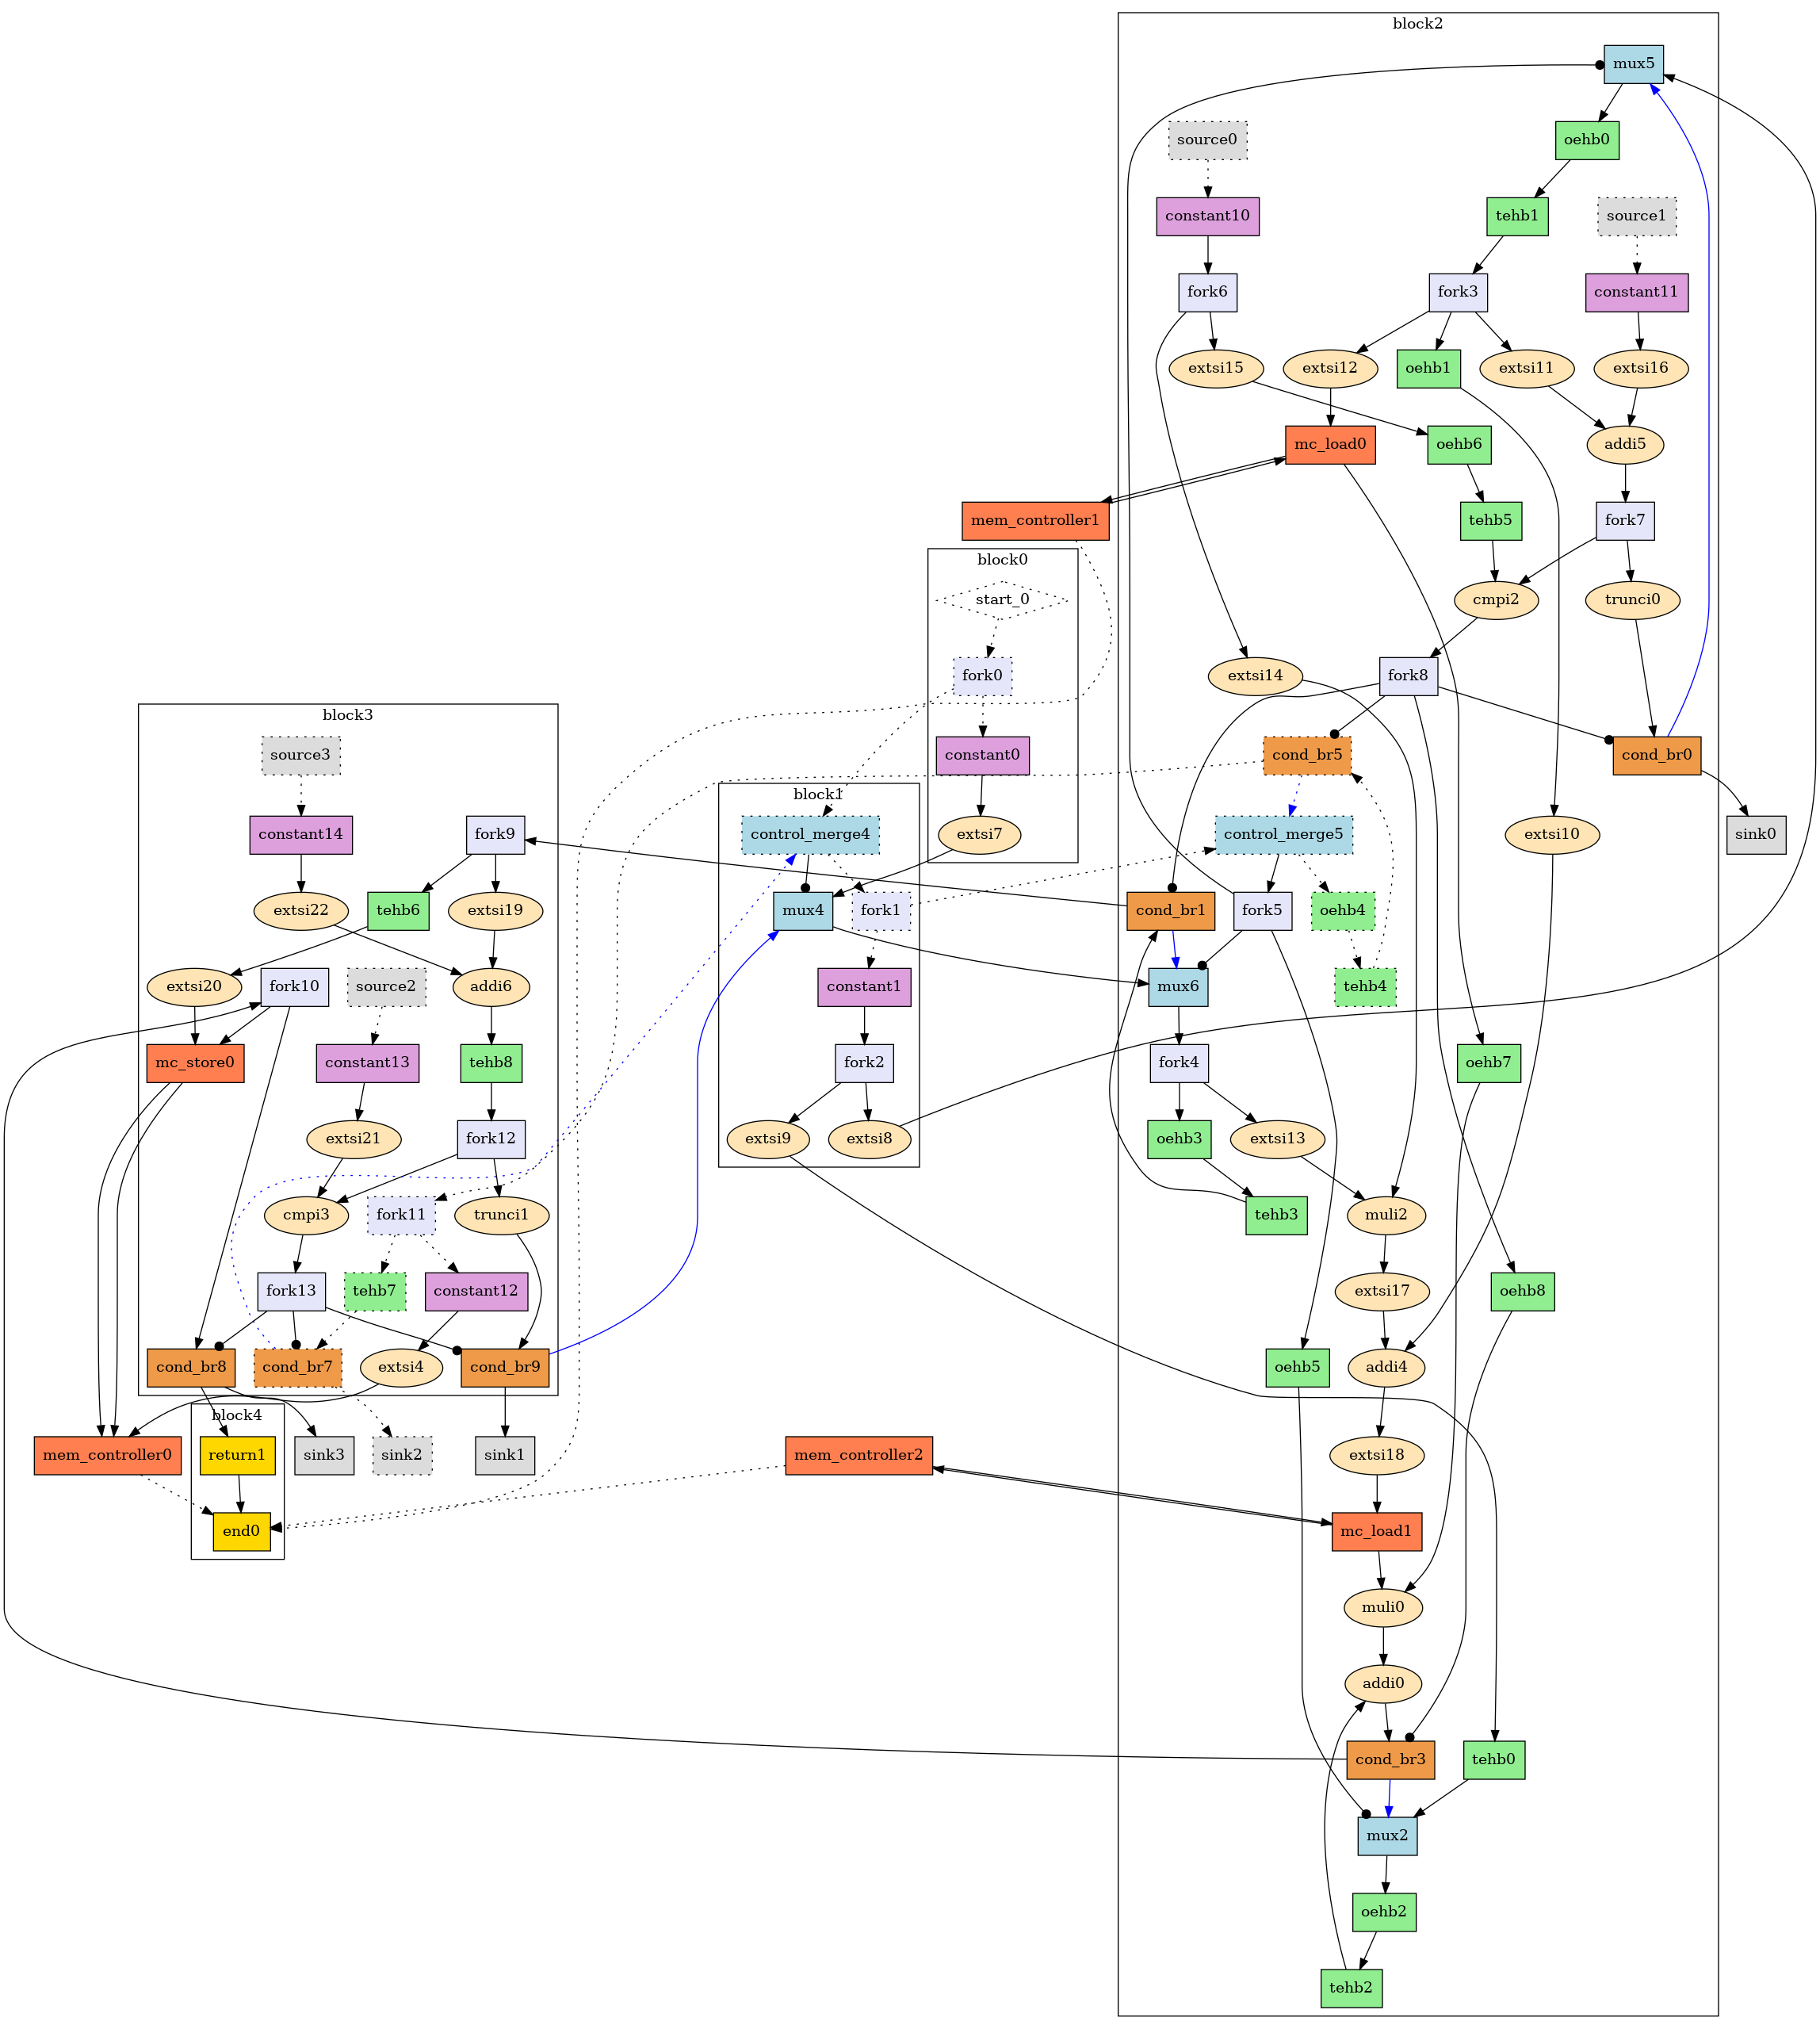 block2
mux5
source0
oehb0
constant10
tehb1
source1
fork6
fork3
constant11
extsi15
extsi12
oehb1
extsi11
extsi16
mc_load0
oehb6
addi5
mem_controller1
tehb5
fork7
block0
start_0
cmpi2
trunci0
fork0
extsi14
fork8
block3
source3
constant0
cond_br5
cond_br0
block1
constant14
fork9
control_merge4
extsi7
control_merge5
extsi10
sink0
extsi22
tehb6
extsi19
mux4
fork1
cond_br1
fork5
oehb4
extsi20
fork10
source2
addi6
constant1
mux6
tehb4
mc_store0
constant13
tehb8
fork2
fork4
oehb7
extsi21
fork12
extsi9
extsi8
oehb3
extsi13
cmpi3
fork11
trunci1
tehb3
muli2
fork13
tehb7
constant12
extsi17
oehb8
cond_br8
cond_br7
extsi4
cond_br9
oehb5
addi4
block4
mem_controller0
return1
sink3
sink2
sink1
mem_controller2
extsi18
end0
mc_load1
muli0
addi0
cond_br3
tehb0
mux2
oehb2
tehb2